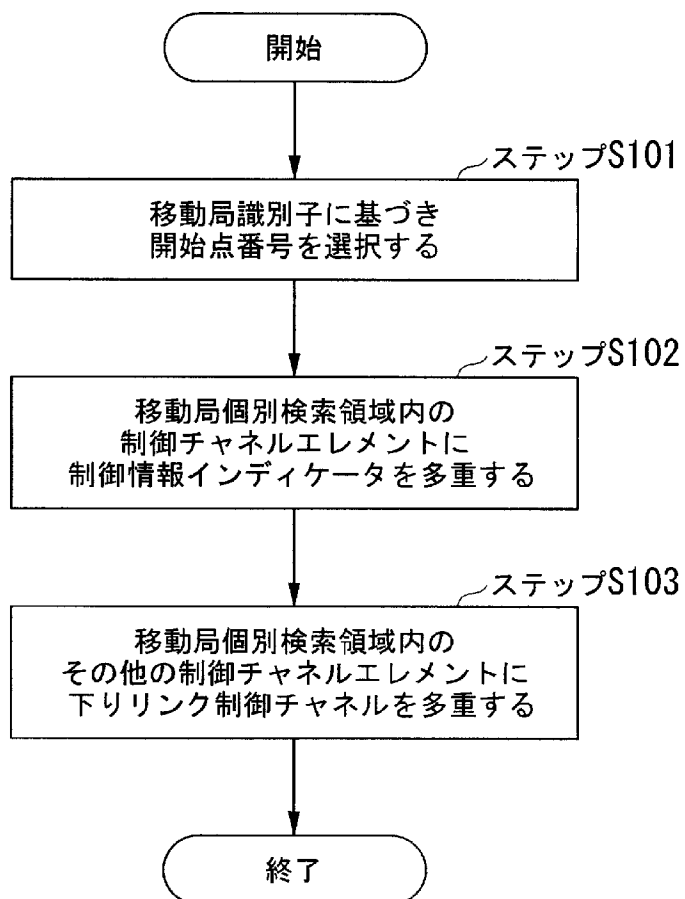 開始
ステップS101
移動局識別子に基づき
開始点番号を選択する
ステップS102
移動局個別検索領域内の
制御チャネルエレメントに
制御情報インディケータを多重する
ステップS103
移動局個別検索領域内の
その他の制御チャネルエレメントに
下りリンク制御チャネルを多重する
終了